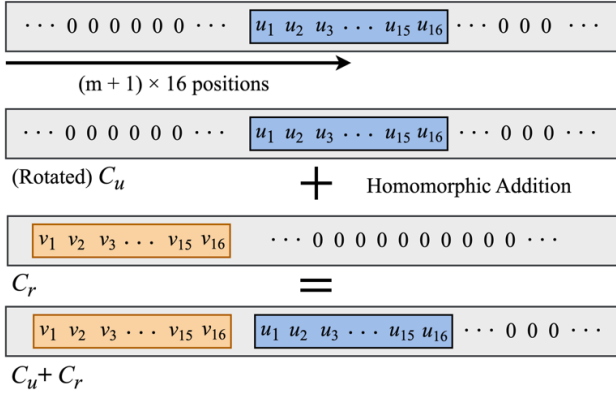 ··· 0 0 0 0 0 0 ··· u1 u2 u3 ... u15 u16 ··· 0 0 0 ···
(m + 1) × 16 positions
··· 0 0 0 0 0 0 ··· u1 u2 u3 ... u15 u16 ··· 0 0 0 ···
(Rotated) Cu + Homomorphic Addition
v1 v2 v3 ... v15 v16 ··· 0 0 0 0 0 0 0 0 0 0 ···
Cr =
v1 v2 v3 ... v15 v16 u1 u2 u3 ... u15 u16 ··· 0 0 0 ···
Cu + Cr